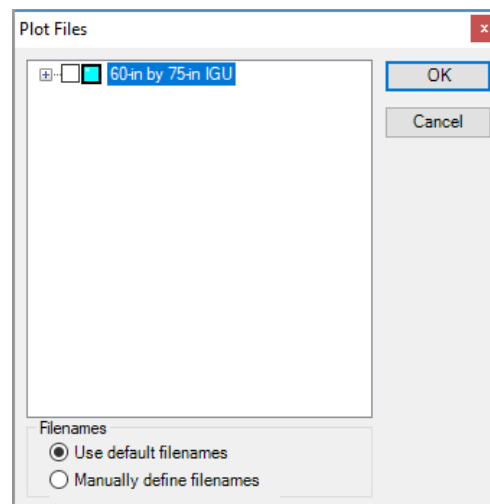 Plot Files
x
60-in by 75-in IGU
OK
Cancel
Filenames
Use default filenames
Manually define filenames